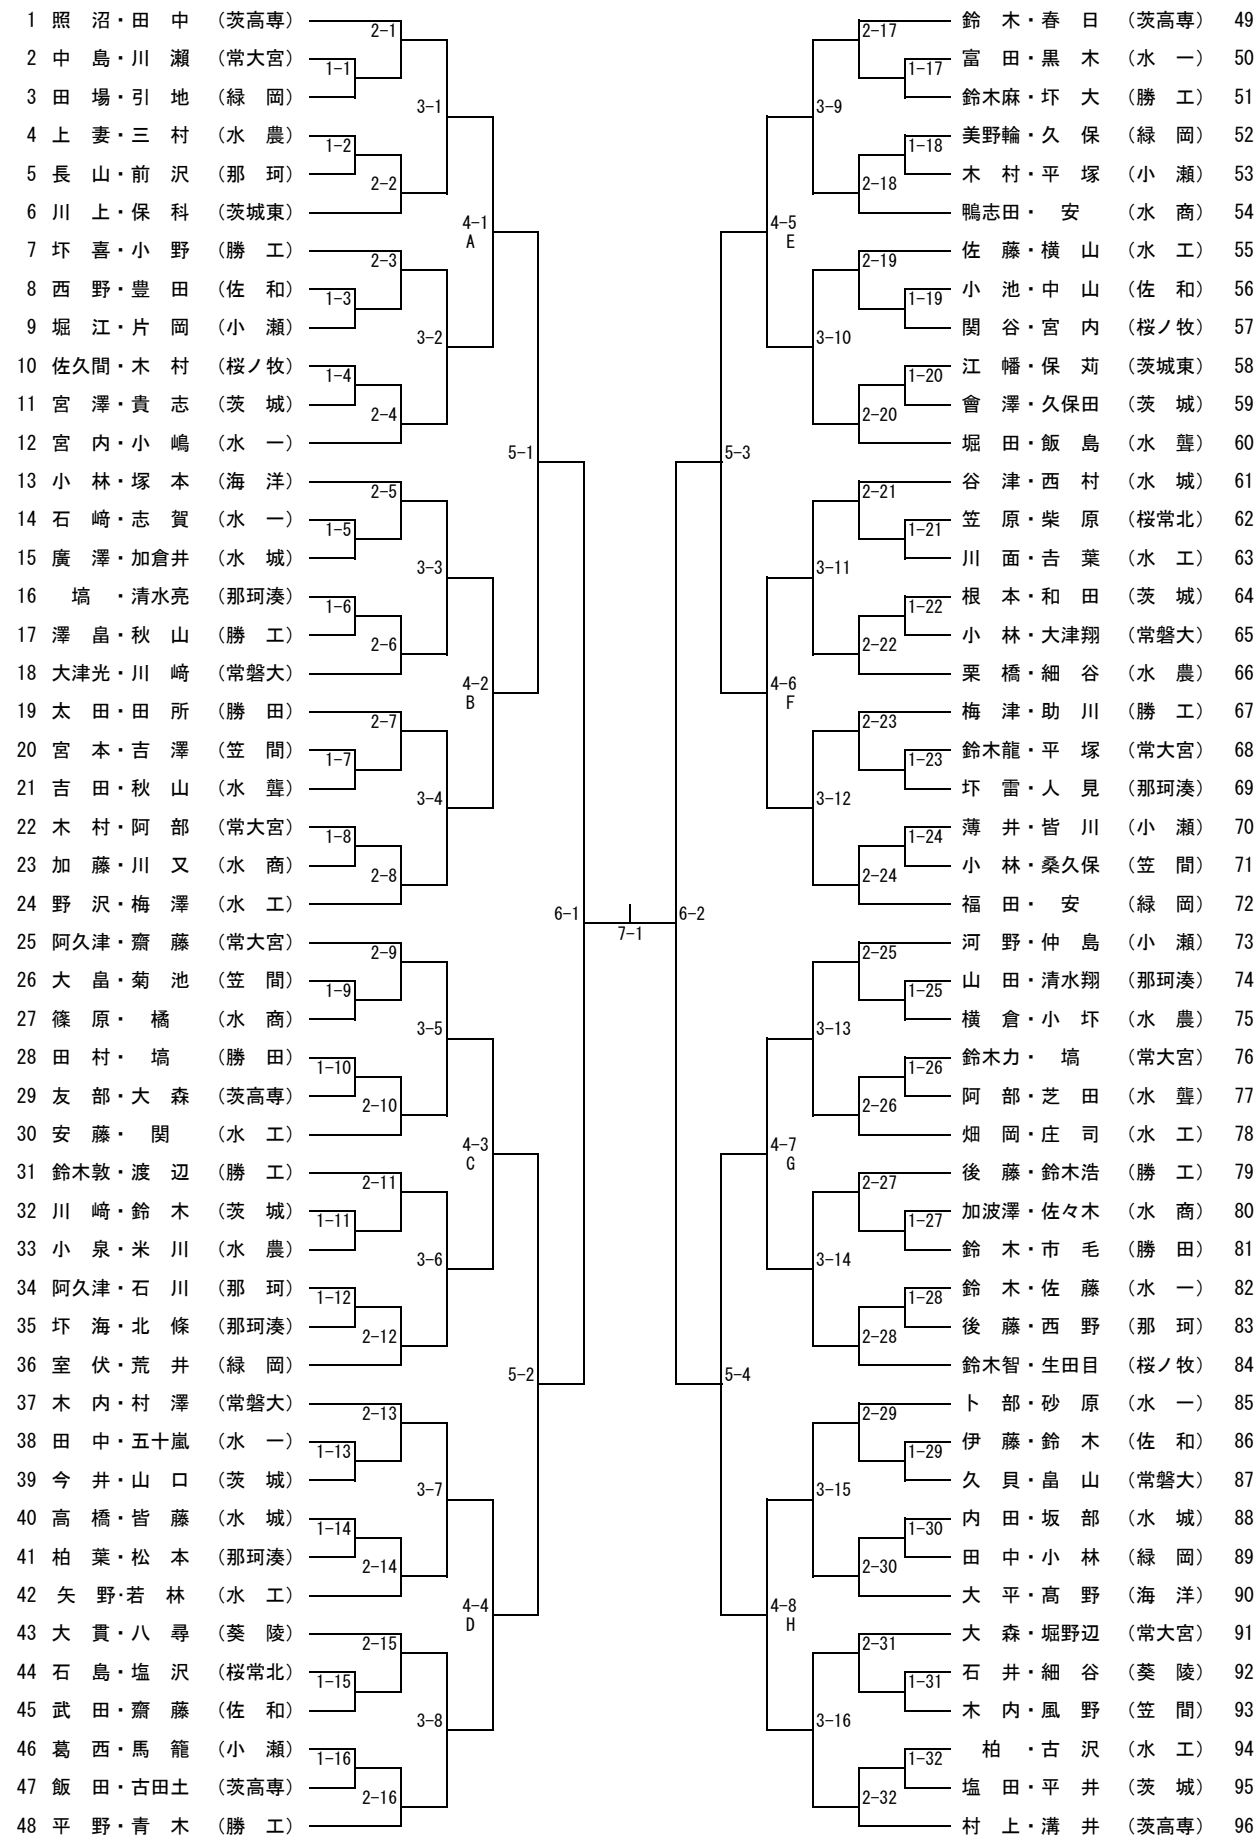 1 照 沼・田 中 (茨高専)
2 中 島・川 瀬 (常大宮)
3 田 場・引 地 (緑 岡)
4 上 妻・三 村 (水 農)
5 長 山・前 沢 (那 珂)
6 川 上・保 科 (茨城東)
7 圷 喜・小 野 (勝 工)
8 西 野・豊 田 (佐 和)
9 堀 江・片 岡 (小 瀬)
10 佐久間・木 村 (桜ノ牧)
11 宮 澤・貴 志 (茨 城)
12 宮 内・小 嶋 (水 一)
13 小 林・塚 本 (海 洋)
14 石 﨑・志 賀 (水 一)
15 廣 澤・加倉井 (水 城)
16 塙 ・清水亮 (那珂湊)
17 澤 畠・秋 山 (勝 工)
18 大津光・川 﨑 (常磐大)
19 太 田・田 所 (勝 田)
20 宮 本・吉 澤 (笠 間)
21 吉 田・秋 山 (水 聾)
22 木 村・阿 部 (常大宮)
23 加 藤・川 又 (水 商)
24 野 沢・梅 澤 (水 工)
25 阿久津・齋 藤 (常大宮)
26 大 畠・菊 池 (笠 間)
27 篠 原・ 橘 (水 商)
28 田 村・ 塙 (勝 田)
29 友 部・大 森 (茨高専)
30 安 藤・ 関 (水 工)
31 鈴木敦・渡 辺 (勝 工)
32 川 﨑・鈴 木 (茨 城)
33 小 泉・米 川 (水 農)
34 阿久津・石 川 (那 珂)
35 圷 海・北 條 (那珂湊)
36 室 伏・荒 井 (緑 岡)
37 木 内・村 澤 (常磐大)
38 田 中・五十嵐 (水 一)
39 今 井・山 口 (茨 城)
40 高 橋・皆 藤 (水 城)
41 柏 葉・松 本 (那珂湊)
42 矢 野・若 林 (水 工)
43 大 貫・八 尋 (葵 陵)
44 石 島・塩 沢 (桜常北)
45 武 田・齋 藤 (佐 和)
46 葛 西・馬 籠 (小 瀬)
47 飯 田・古田土 (茨高専)
48 平 野・青 木 (勝 工)
2-1
1-1
3-1
1-2
2-2
4-1
A
2-3
1-3
3-2
1-4
2-4
5-1
2-5
1-5
3-3
1-6
2-6
4-2
B
2-7
1-7
3-4
1-8
2-8
6-1
7-1
2-9
1-9
3-5
1-10
2-10
4-3
C
2-11
1-11
3-6
1-12
2-12
5-2
2-13
1-13
3-7
1-14
2-14
4-4
D
2-15
1-15
3-8
1-16
2-16
2-17
1-17
3-9
1-18
2-18
4-5
E
2-19
1-19
3-10
1-20
2-20
5-3
2-21
1-21
3-11
1-22
2-22
4-6
F
2-23
1-23
3-12
1-24
2-24
6-2
2-25
1-25
3-13
1-26
2-26
4-7
G
2-27
1-27
3-14
1-28
2-28
5-4
2-29
1-29
3-15
1-30
2-30
4-8
H
2-31
1-31
3-16
1-32
2-32
鈴 木・春 日 (茨高専) 49
富 田・黒 木 (水 一) 50
鈴木麻・圷 大 (勝 工) 51
美野輪・久 保 (緑 岡) 52
木 村・平 塚 (小 瀬) 53
鴨志田・ 安 (水 商) 54
佐 藤・横 山 (水 工) 55
小 池・中 山 (佐 和) 56
関 谷・宮 内 (桜ノ牧) 57
江 幡・保 苅 (茨城東) 58
會 澤・久保田 (茨 城) 59
堀 田・飯 島 (水 聾) 60
谷 津・西 村 (水 城) 61
笠 原・柴 原 (桜常北) 62
川 面・𠮷 葉 (水 工) 63
根 本・和 田 (茨 城) 64
小 林・大津翔 (常磐大) 65
栗 橋・細 谷 (水 農) 66
梅 津・助 川 (勝 工) 67
鈴木龍・平 塚 (常大宮) 68
圷 雷・人 見 (那珂湊) 69
薄 井・皆 川 (小 瀬) 70
小 林・桑久保 (笠 間) 71
福 田・ 安 (緑 岡) 72
河 野・仲 島 (小 瀬) 73
山 田・清水翔 (那珂湊) 74
横 倉・小 圷 (水 農) 75
鈴木力・ 塙 (常大宮) 76
阿 部・芝 田 (水 聾) 77
畑 岡・庄 司 (水 工) 78
後 藤・鈴木浩 (勝 工) 79
加波澤・佐々木 (水 商) 80
鈴 木・市 毛 (勝 田) 81
鈴 木・佐 藤 (水 一) 82
後 藤・西 野 (那 珂) 83
鈴木智・生田目 (桜ノ牧) 84
卜 部・砂 原 (水 一) 85
伊 藤・鈴 木 (佐 和) 86
久 貝・畠 山 (常磐大) 87
内 田・坂 部 (水 城) 88
田 中・小 林 (緑 岡) 89
大 平・髙 野 (海 洋) 90
大 森・堀野辺 (常大宮) 91
石 井・細 谷 (葵 陵) 92
木 内・風 野 (笠 間) 93
柏 ・古 沢 (水 工) 94
塩 田・平 井 (茨 城) 95
村 上・溝 井 (茨高専) 96